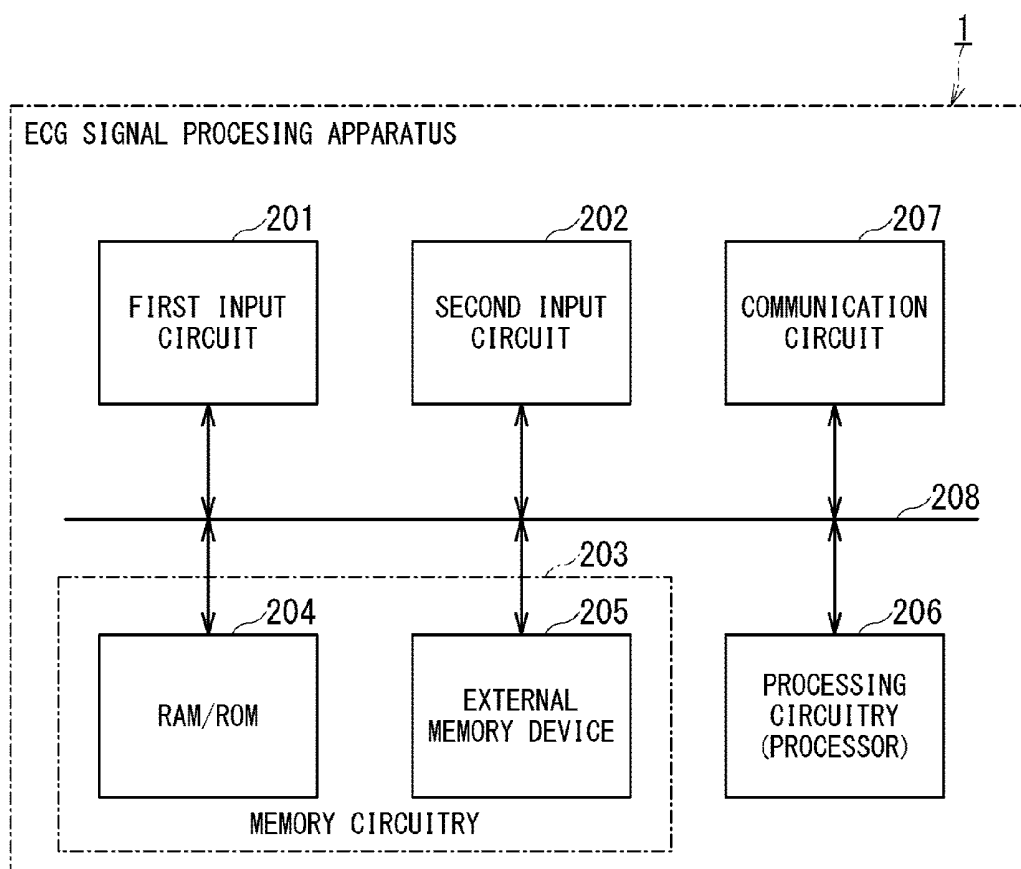 1
ECG SIGNAL PROCESING APPARATUS
201
202
207
FIRST INPUT
CIRCUIT
SECOND INPUT
CIRCUIT
COMMUNICATION
CIRCUIT
208
203
204
205
206
RAM/ROM
EXTERNAL
MEMORY DEVICE
PROCESSING
CIRCUITRY
(PROCESSOR)
MEMORY CIRCUITRY